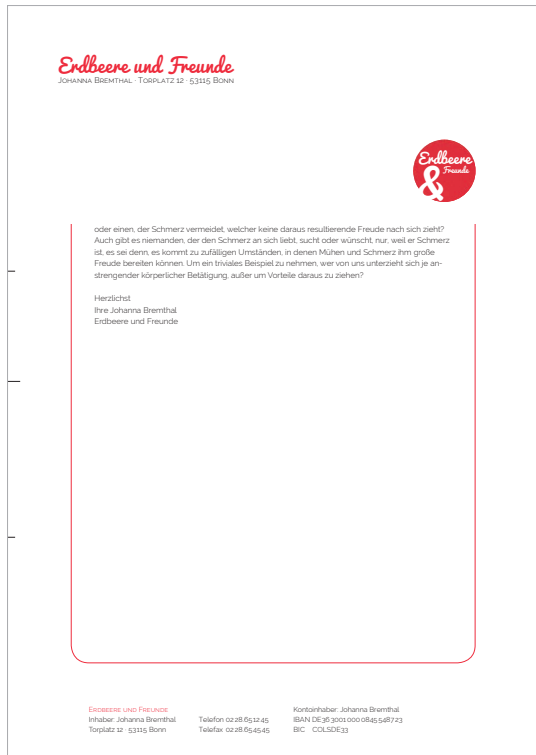 Erdbeere und Freunde
Johanna Bremthal · Torplatz 12 · 53115 Bonn
Erdbeere
Freunde
&
oder einen, der Schmerz vermeidet, welcher keine daraus resultierende Freude nach sich zieht?
Auch gibt es niemanden, der den Schmerz an sich liebt, sucht oder wünscht, nur, weil er Schmerz
ist, es sei denn, es kommt zu zufälligen Umständen, in denen Mühen und Schmerz ihm große
Freude bereiten können. Um ein triviales Beispiel zu nehmen, wer von uns unterzieht sich je an-
strengender körperlicher Betätigung, außer um Vorteile daraus zu ziehen?
Herzlichst
Ihre Johanna Bremthal
Erdbeere und Freunde
Erdbeere und Freunde
Inhaber: Johanna Bremthal
Torplatz 12 · 53115 Bonn
Telefon 0228.651245
Telefax 0228.654545
Kontoinhaber: Johanna Bremthal
IBAN DE36 3001 000 0845 5487 23
BIC COLSDE33